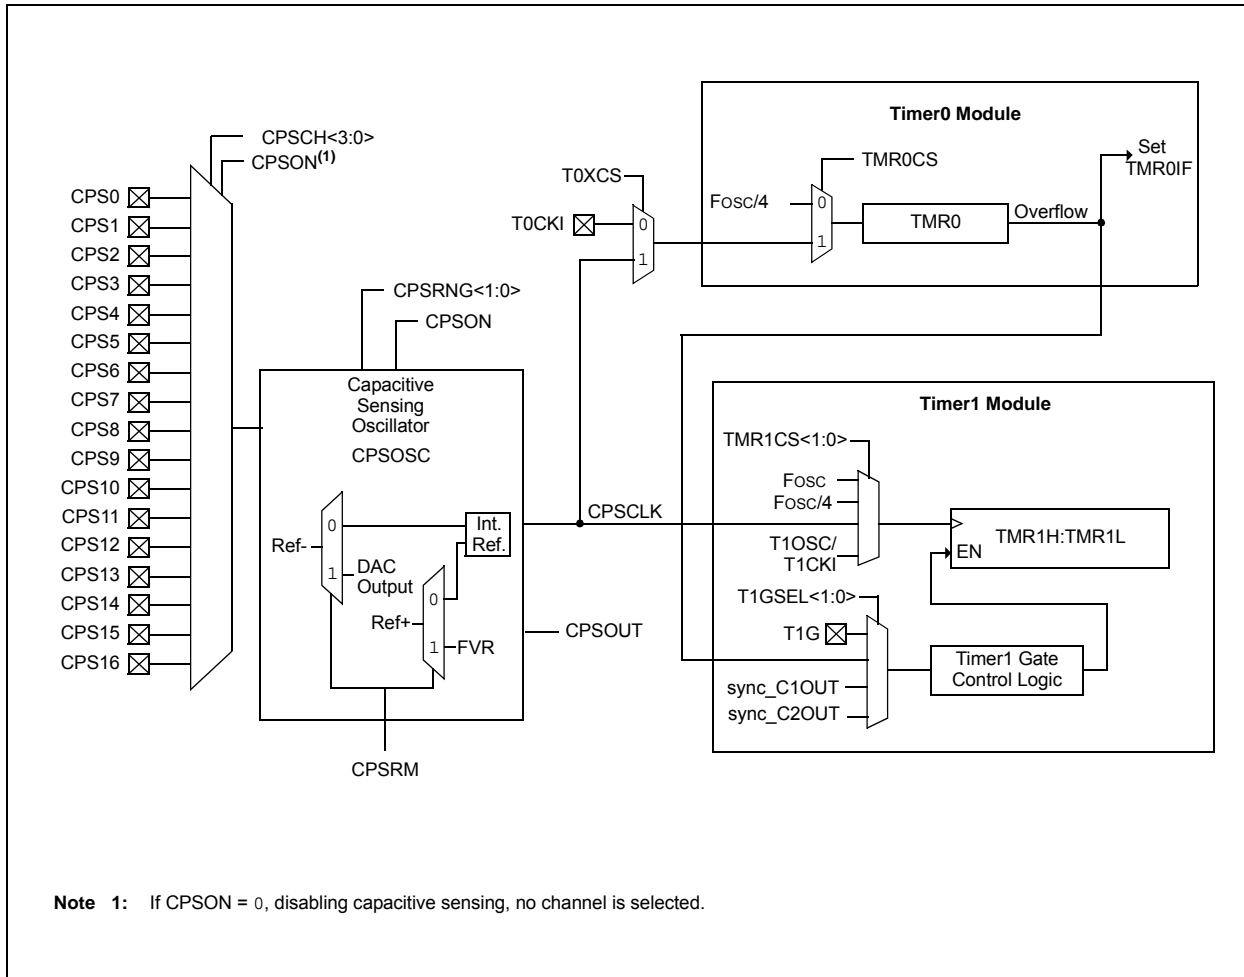 Timer0 Module
CPSCH<3:0>
CPSON(1)
TMR0CS
Set
TMR0IF
T0XCS
FOSC/4
0
1
TMR0
Overflow
T0CKI
0
1
CPS0
CPS1
CPS2
CPS3
CPS4
CPS5
CPS6
CPS7
CPS8
CPS9
CPS10
CPS11
CPS12
CPS13
CPS14
CPS15
CPS16
CPSRNG<1:0>
CPSON
Capacitive
Sensing
Oscillator
CPSOSC
Ref-
0
1
DAC
Output
Int.
Ref.
Ref+
0
1
FVR
CPSCLK
CPSOUT
CPSRM
Timer1 Module
TMR1CS<1:0>
FOSC
FOSC/4
T1OSC/
T1CKI
TMR1H:TMR1L
EN
T1GSEL<1:0>
T1G
sync_C1OUT
sync_C2OUT
Timer1 Gate
Control Logic
Note 1: If CPSON = 0, disabling capacitive sensing, no channel is selected.